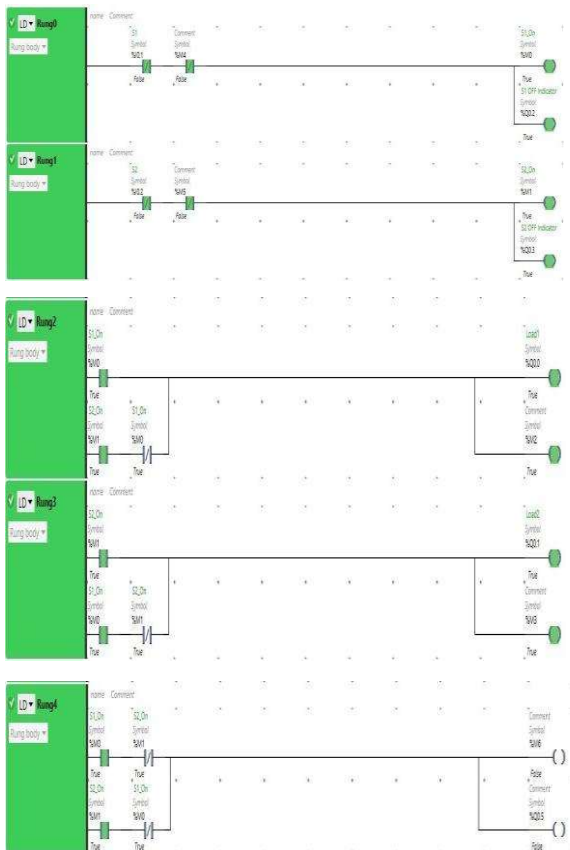 name Comment
LD Rung0
Rung body
S1 Comment S1_On
Symbol Symbol Symbol
%I0.1 %M4 %M0
False False True
S1 OFF Indicator
Symbol
%Q0.2
True
name Comment
LD Rung1
Rung body
S2 Comment S2_On
Symbol Symbol Symbol
%I0.2 %M5 %M1
False False True
S2 OFF Indicator
Symbol
%Q0.3
True
name Comment
LD Rung2
Rung body
S1_On Load1
Symbol Symbol
%M0 %Q0.0
True True
S2_On S1_On Comment
Symbol Symbol Symbol
%M1 %M0 %M2
True True True
name Comment
LD Rung3
Rung body
S2_On Load2
Symbol Symbol
%M1 %Q0.1
True True
S1_On S2_On Comment
Symbol Symbol Symbol
%M0 %M1 %M3
True True True
name Comment
LD Rung4
Rung body
S1_On S2_On Comment
Symbol Symbol Symbol
%M0 %M1 %M6
True True False
S2_On S1_On Comment
Symbol Symbol Symbol
%M1 %M0 %Q0.5
True True False